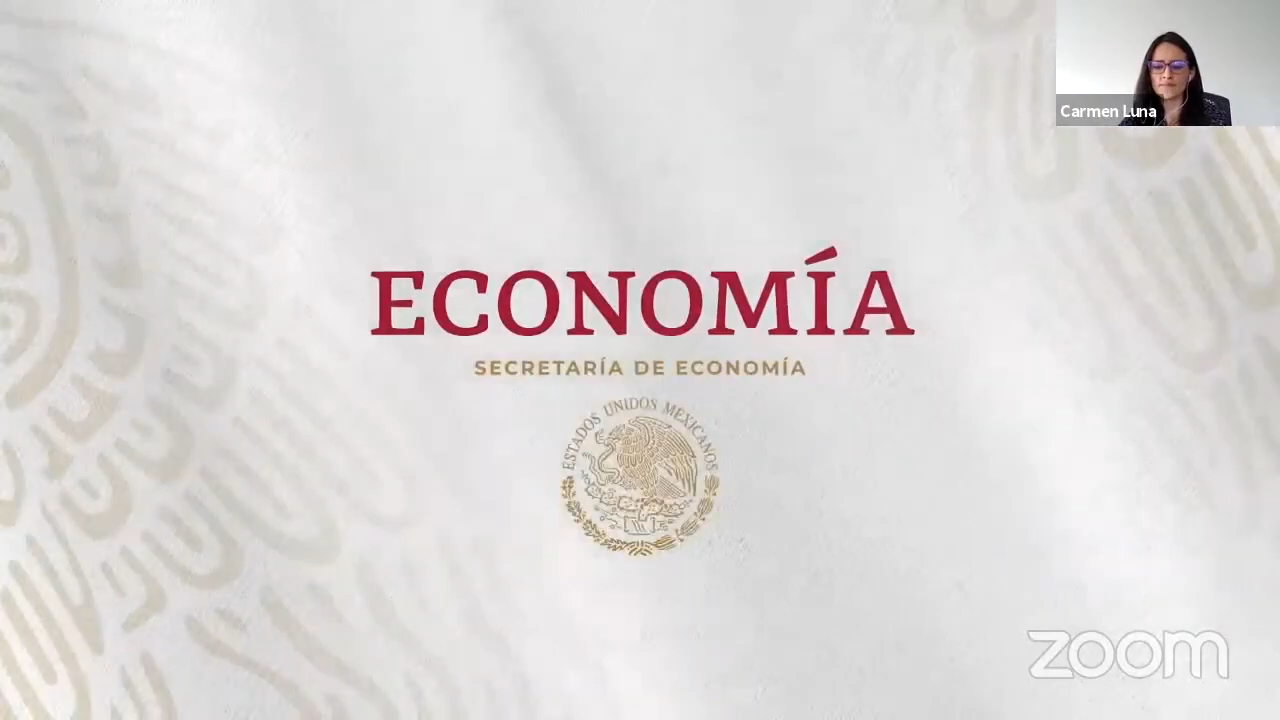 Carmen Luna
ECONOMÍA
SECRETARÍA DE ECONOMÍA
ESTADOS UNIDOS MEXICANOS
zoom